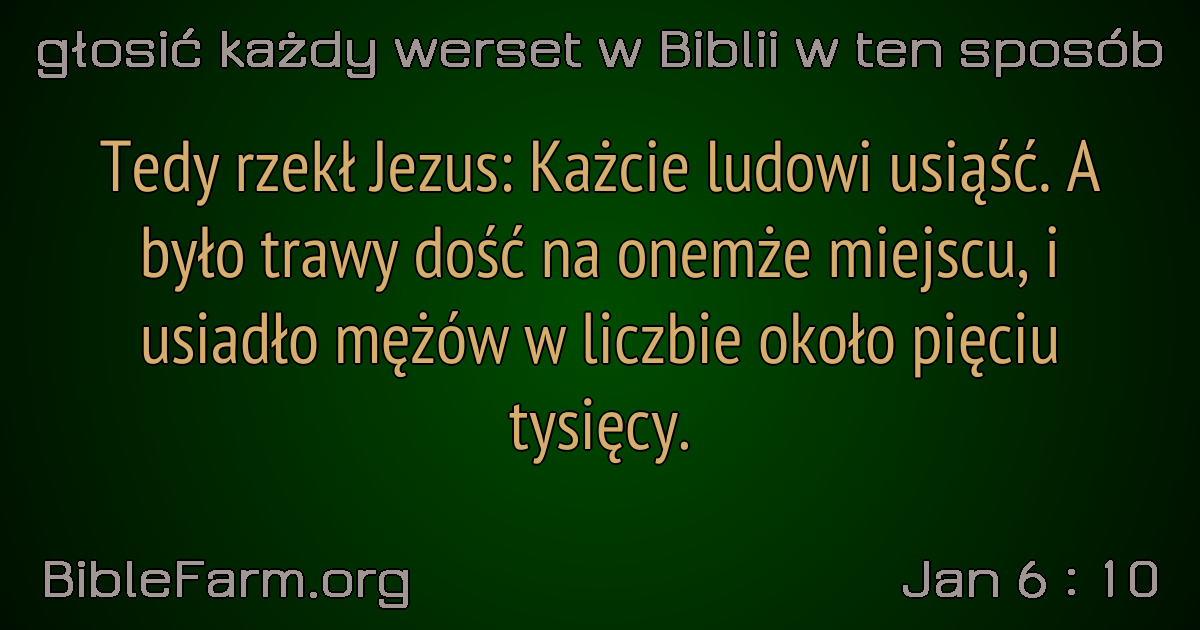 głosić każdy werset w Biblii w ten sposób
Tedy rzekł Jezus: Każcie ludowi usiąść. A
było trawy dość na onemże miejscu, i
usiadło mężów w liczbie około pięciu
tysięcy.
BibleFarm.org
Jan 6 : 10